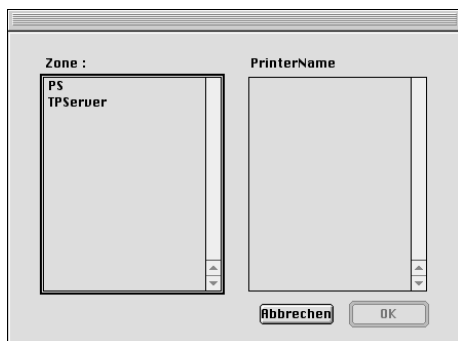 Zone :
PrinterName
PS
TPServer
Abbrechen
OK